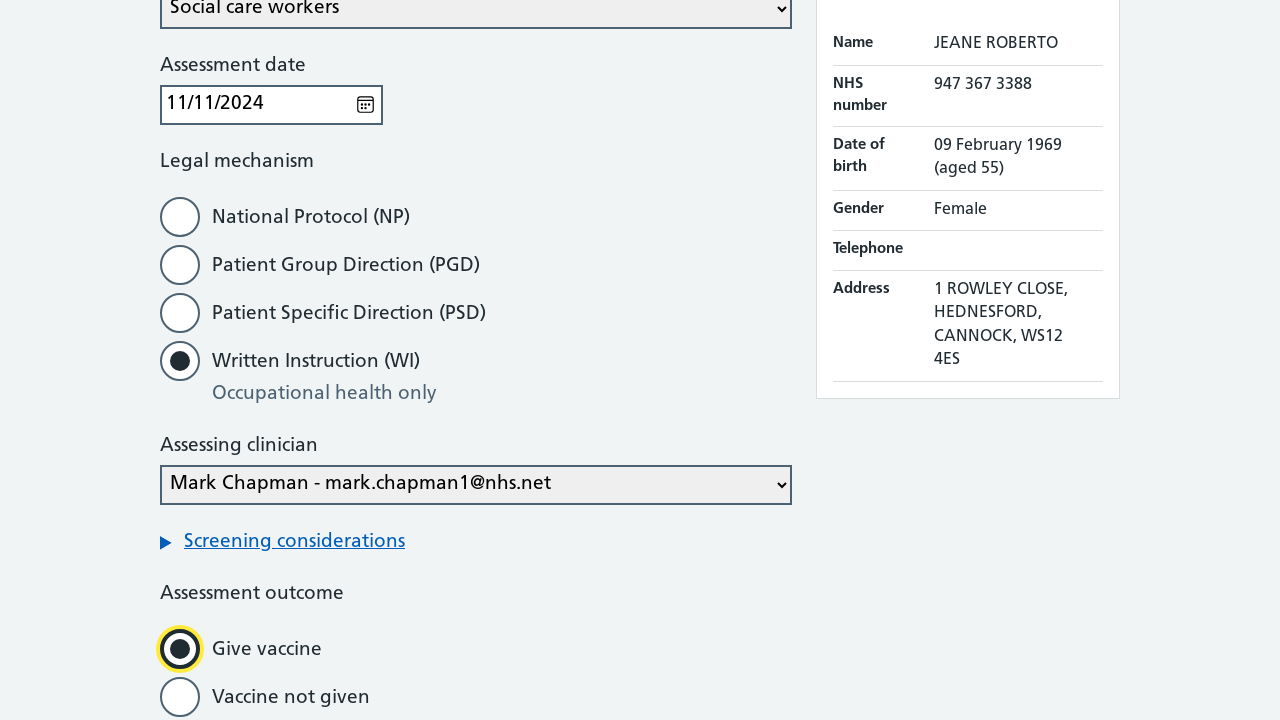 Social care workers
Assessment date
11/11/2024
Legal mechanism
National Protocol (NP)
Patient Group Direction (PGD)
Patient Specific Direction (PSD)
Written Instruction (WI)
Occupational health only
Assessing clinician
Mark Chapman - mark.chapman1@nhs.net
Screening considerations
Assessment outcome
Give vaccine
Vaccine not given
Name JEANE ROBERTO
NHS number 947 367 3388
Date of birth 09 February 1969 (aged 55)
Gender Female
Telephone
Address 1 ROWLEY CLOSE,
HEDNESFORD,
CANNOCK, WS12
4ES